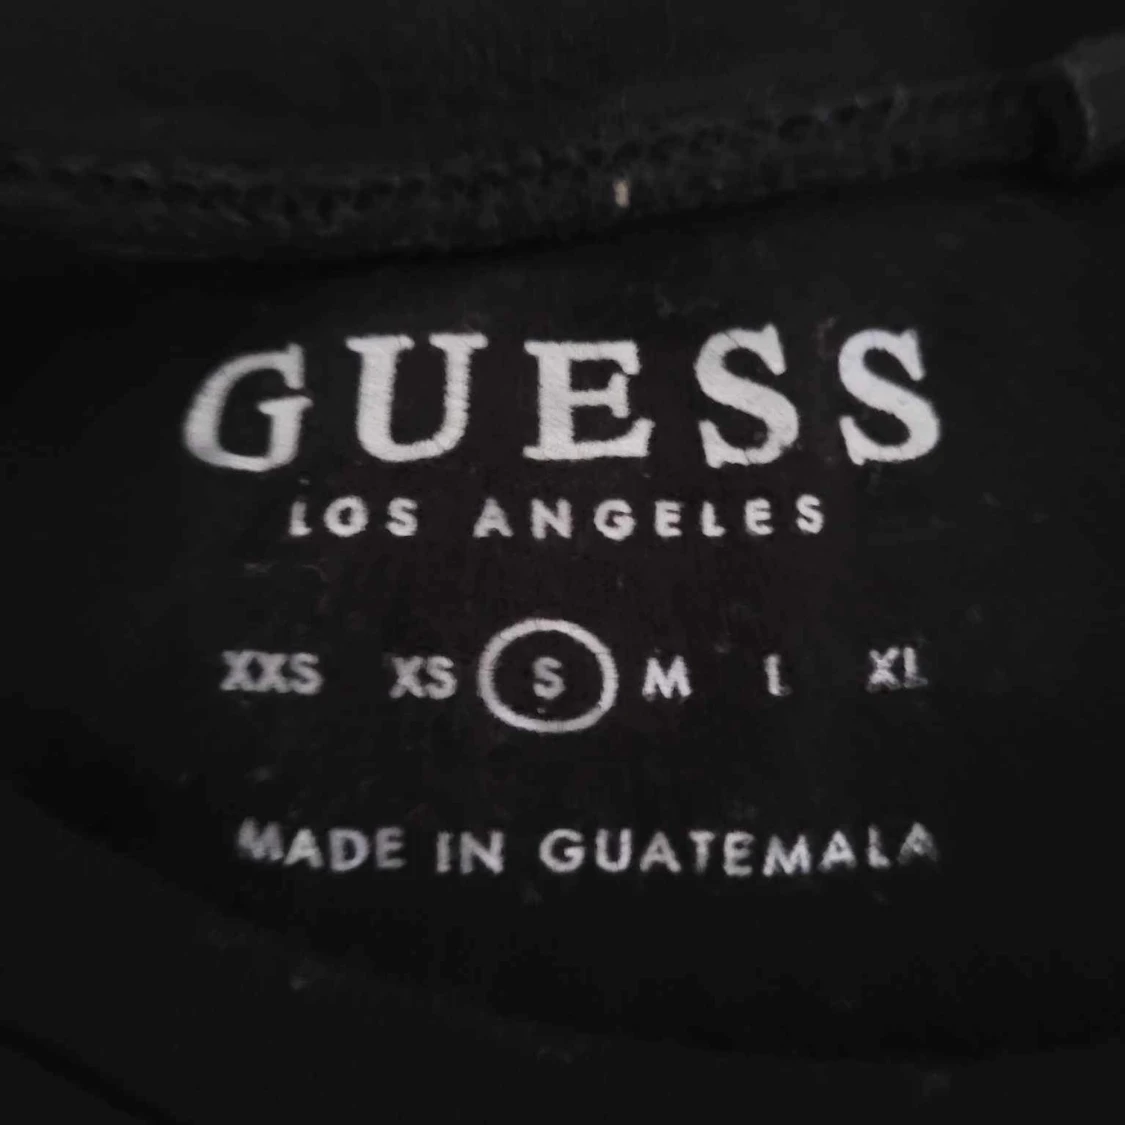 GUESS
LOS ANGELES
XXS XS S M L XL
MADE IN GUATEMALA